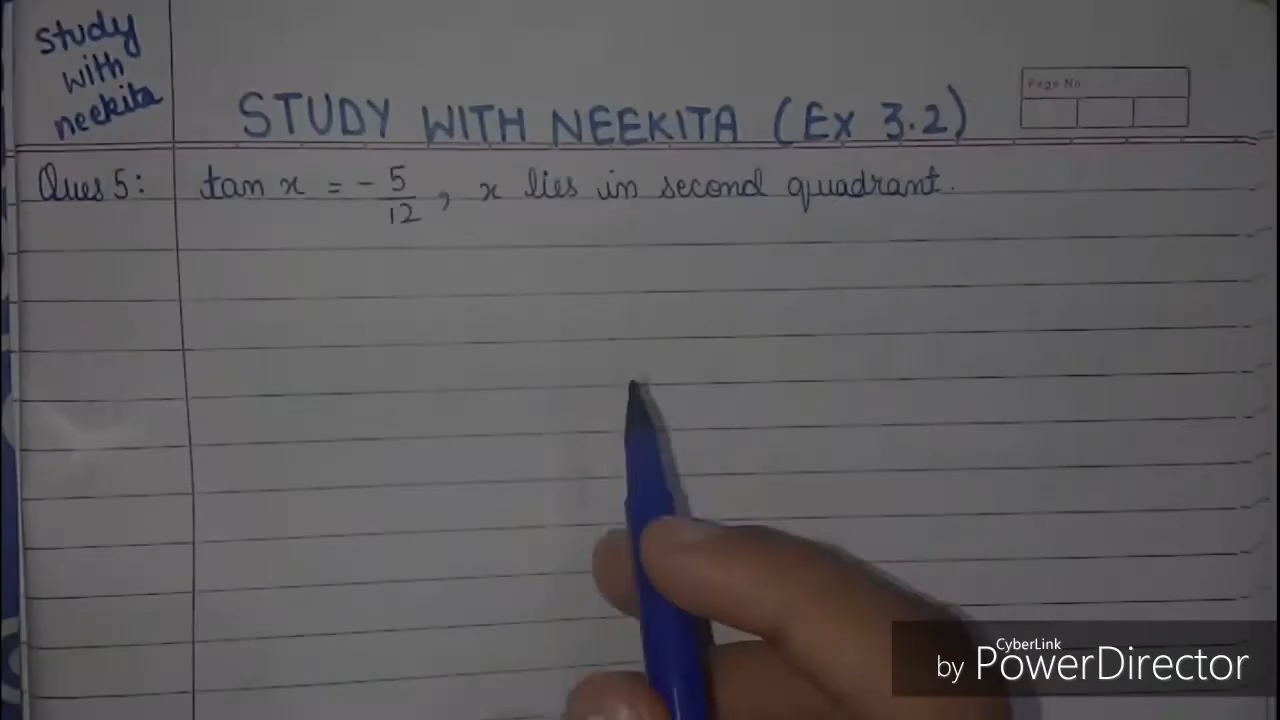 study
with
neekita
STUDY WITH NEEKITA (Ex 3.2)
Page No.
Ques 5: tan x = - 5/12, x lies in second quadrant.
CyberLink
by PowerDirector